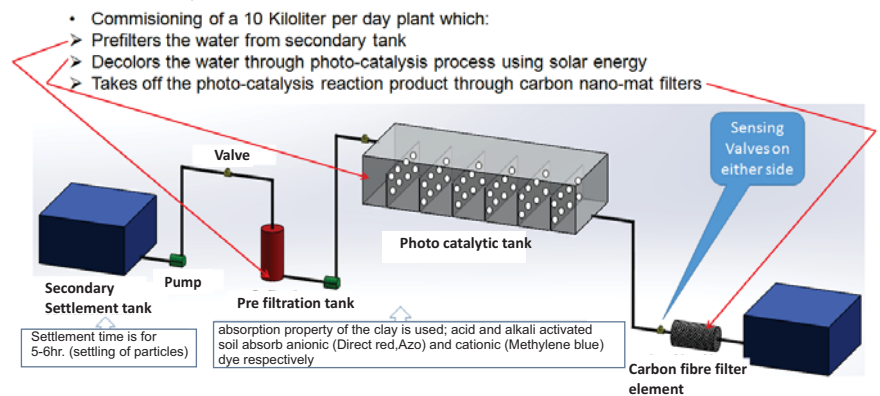 • Commisioning of a 10 Kiloliter per day plant which:
➢ Prefilters the water from secondary tank
➢ Decolors the water through photo-catalysis process using solar energy
➢ Takes off the photo-catalysis reaction product through carbon nano-mat filters
Sensing
Valves on
either side
Valve
Photo catalytic tank
Pump
Secondary
Settlement tank
Pre filtration tank
Settlement time is for
5-6hr. (settling of particles)
absorption property of the clay is used; acid and alkali activated
soil absorb anionic (Direct red,Azo) and cationic (Methylene blue)
dye respectively
Carbon fibre filter
element